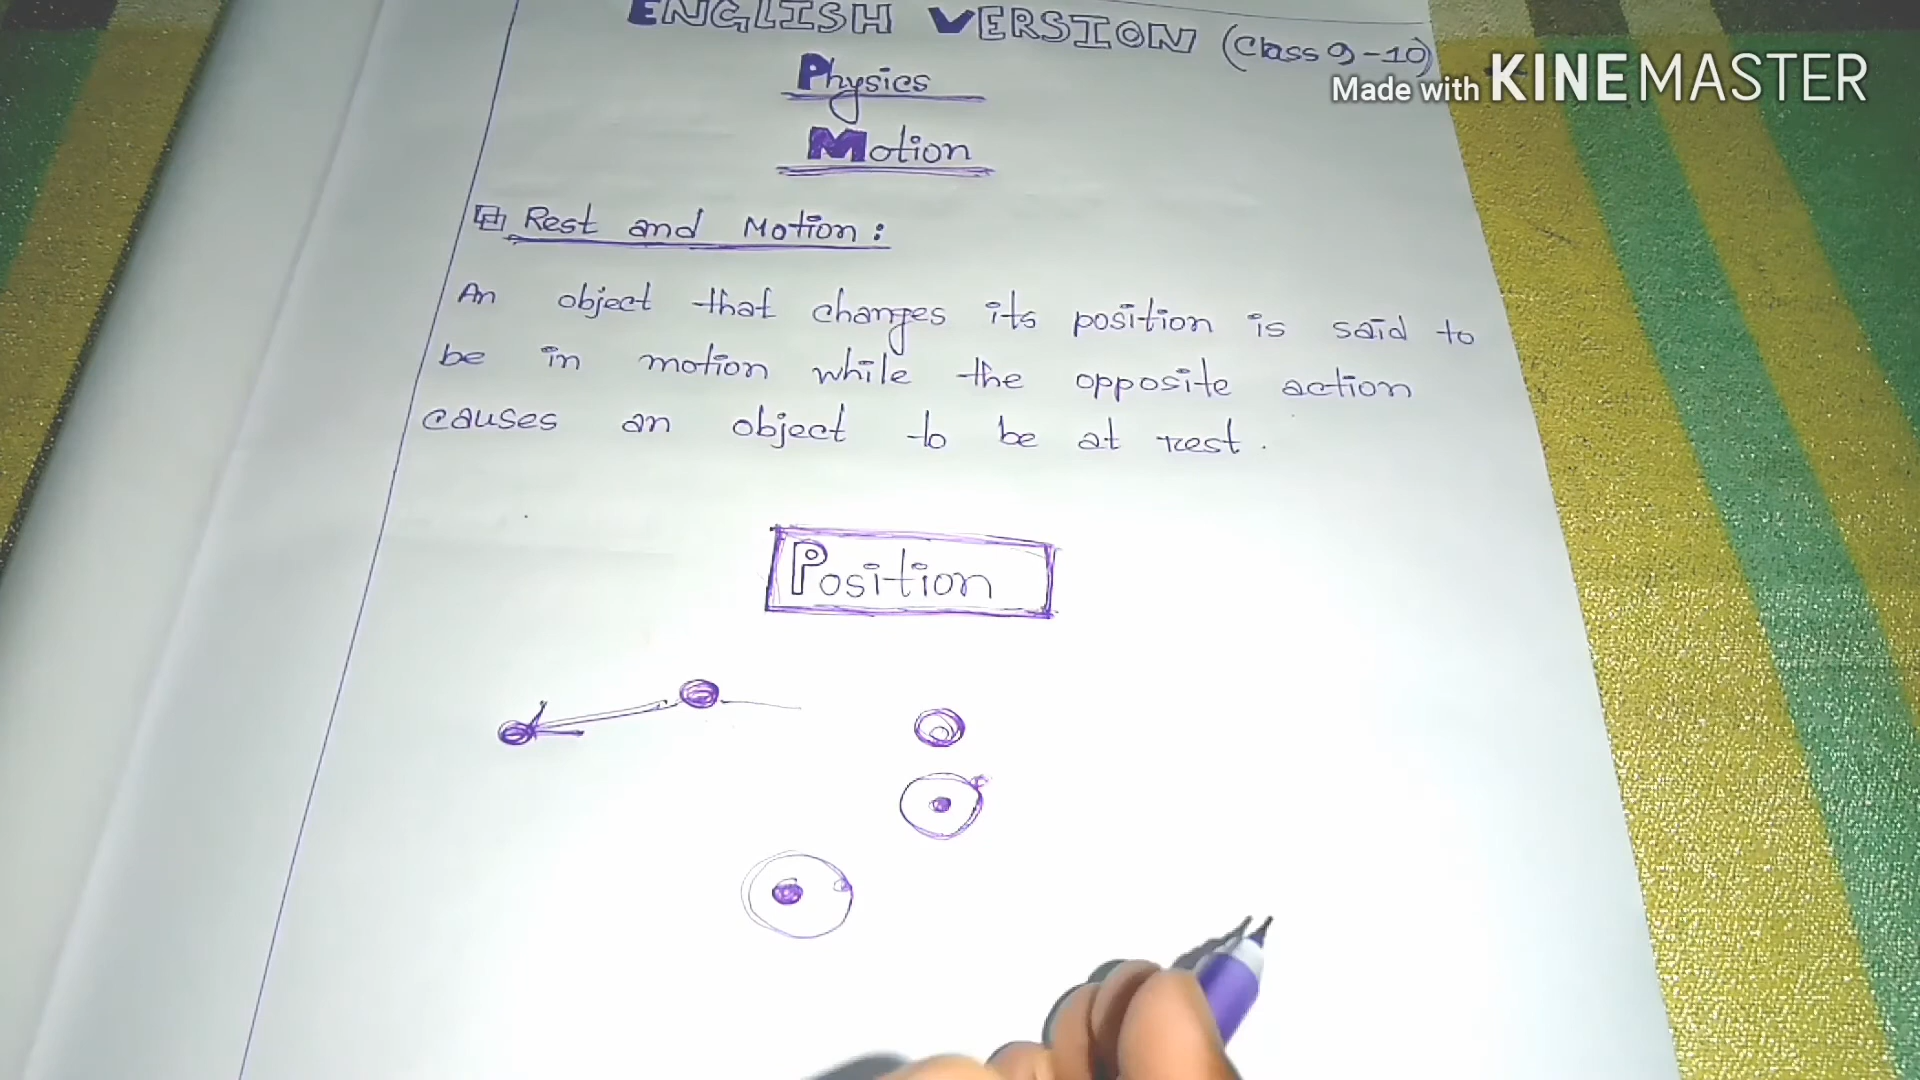 ENGLISH VERSION (Class 9-10)
Made with KINEMASTER
Physics
Motion
Rest and Motion:
An object that changes its position is said to
be in motion while the opposite action
causes an object to be at rest.
Position